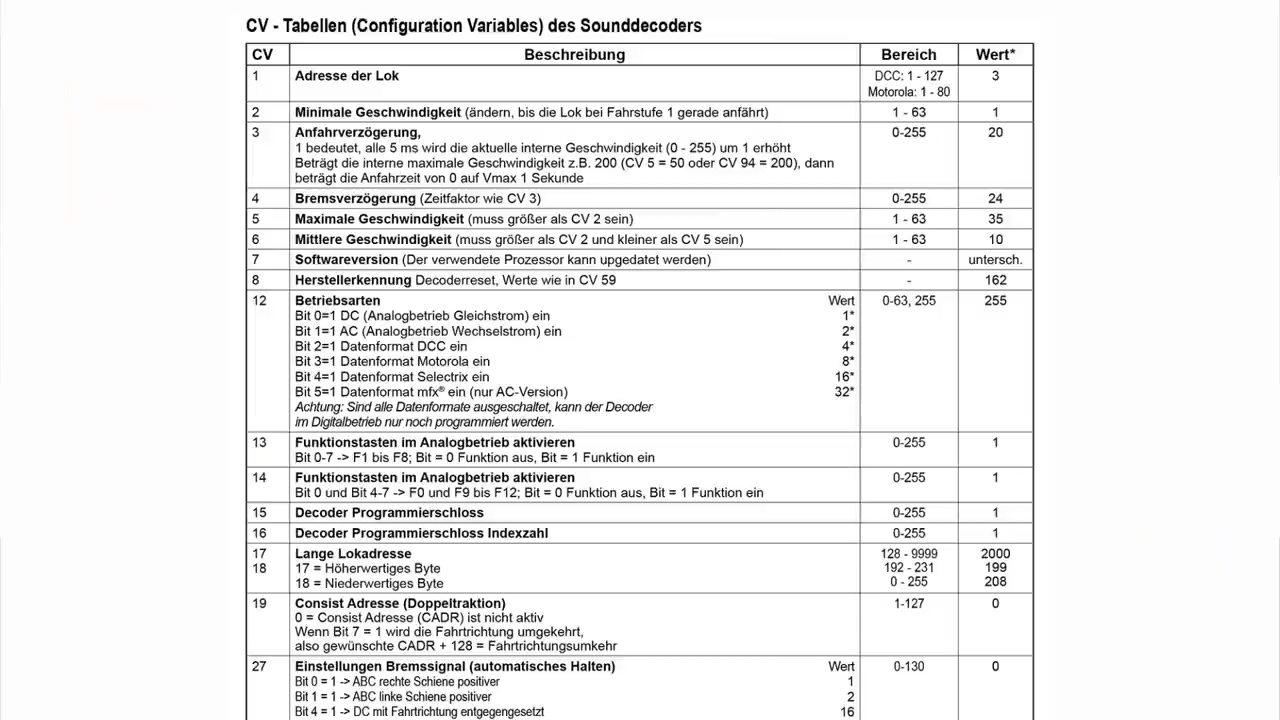 CV - Tabellen (Configuration Variables) des Sounddecoders
CV Beschreibung Bereich Wert*
1 Adresse der Lok DCC: 1 - 127 3
Motorola: 1 - 80
2 Minimale Geschwindigkeit (ändern, bis die Lok bei Fahrstufe 1 gerade anfährt) 1 - 63 1
3 Anfahrverzögerung, 0-255 20
1 bedeutet, alle 5 ms wird die aktuelle interne Geschwindigkeit (0 - 255) um 1 erhöht
Beträgt die interne maximale Geschwindigkeit z.B. 200 (CV 5 = 50 oder CV 94 = 200), dann
beträgt die Anfahrzeit von 0 auf Vmax 1 Sekunde
4 Bremsverzögerung (Zeitfaktor wie CV 3) 0-255 24
5 Maximale Geschwindigkeit (muss größer als CV 2 sein) 1 - 63 35
6 Mittlere Geschwindigkeit (muss größer als CV 2 und kleiner als CV 5 sein) 1 - 63 10
7 Softwareversion (Der verwendete Prozessor kann upgedatet werden) - untersch.
8 Herstellerkennung Decoderreset, Werte wie in CV 59 - 162
12 Betriebsarten Wert 0-63, 255 255
Bit 0=1 DC (Analogbetrieb Gleichstrom) ein 1*
Bit 1=1 AC (Analogbetrieb Wechselstrom) ein 2*
Bit 2=1 Datenformat DCC ein 4*
Bit 3=1 Datenformat Motorola ein 8*
Bit 4=1 Datenformat Selectrix ein 16*
Bit 5=1 Datenformat mfx® ein (nur AC-Version) 32*
Achtung: Sind alle Datenformate ausgeschaltet, kann der Decoder
im Digitalbetrieb nur noch programmiert werden.
13 Funktionstasten im Analogbetrieb aktivieren 0-255 1
Bit 0-7 -> F1 bis F8; Bit = 0 Funktion aus, Bit = 1 Funktion ein
14 Funktionstasten im Analogbetrieb aktivieren 0-255 1
Bit 0 und Bit 4-7 -> F0 und F9 bis F12; Bit = 0 Funktion aus, Bit = 1 Funktion ein
15 Decoder Programmierschloss 0-255 1
16 Decoder Programmierschloss Indexzahl 0-255 1
17 Lange Lokadresse 128 - 9999 2000
18 17 = Höherwertiges Byte 192 - 231 199
18 = Niederwertiges Byte 0 - 255 208
19 Consist Adresse (Doppeltraktion) 1-127 0
0 = Consist Adresse (CADR) ist nicht aktiv
Wenn Bit 7 = 1 wird die Fahrtrichtung umgekehrt,
also gewünschte CADR + 128 = Fahrtrichtungsumkehr
27 Einstellungen Bremssignal (automatisches Halten) Wert 0-130 0
Bit 0 = 1 -> ABC rechte Schiene positiver 1
Bit 1 = 1 -> ABC linke Schiene positiver 2
Bit 4 = 1 -> DC mit Fahrtrichtung entgegengesetzt 16